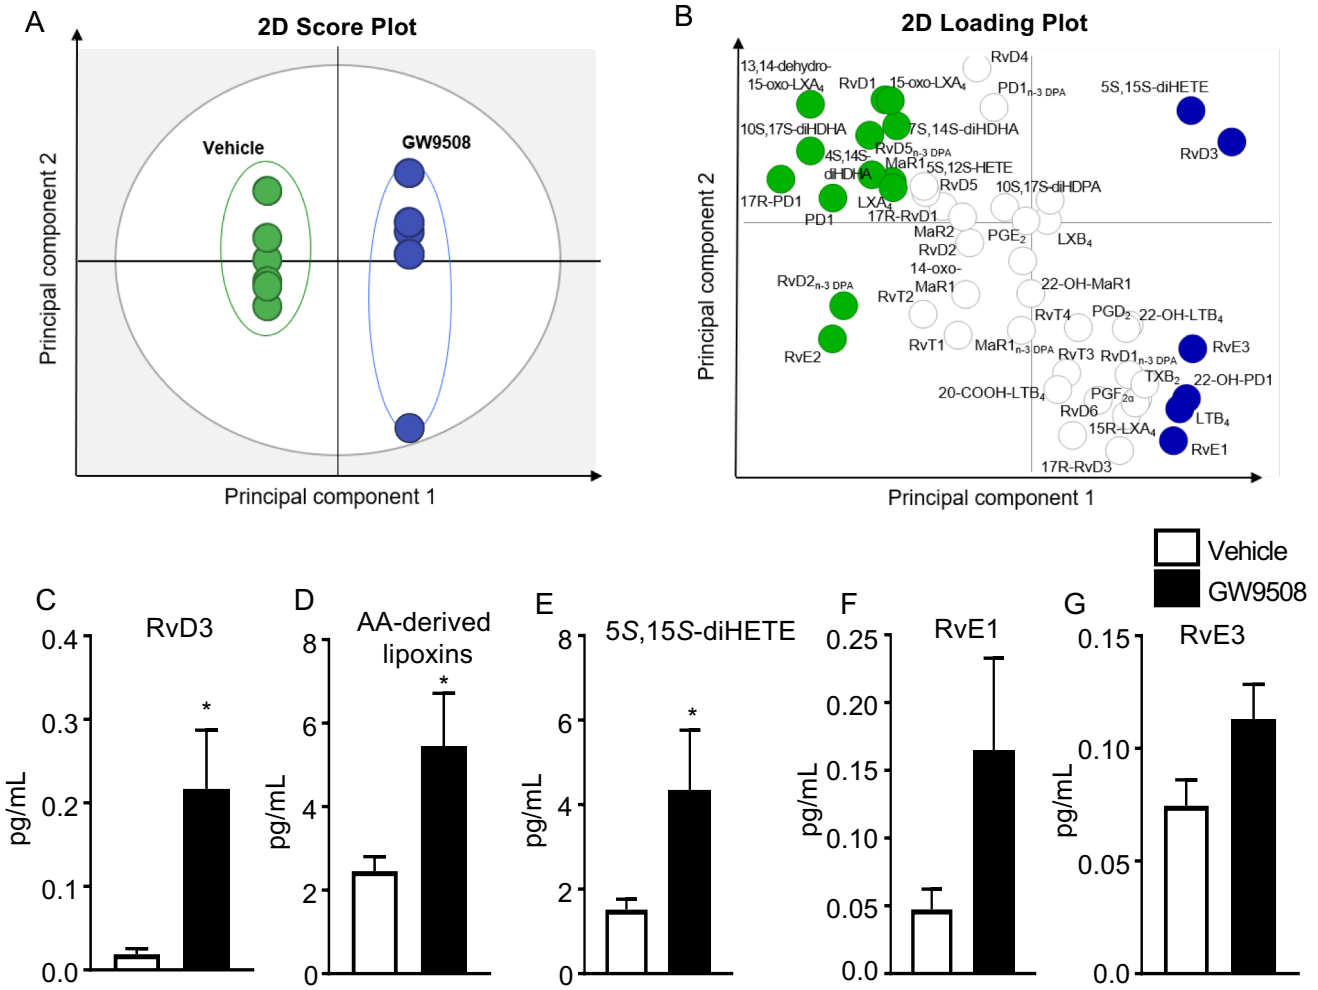 A
2D Score Plot
Vehicle
GW9508
Principal component 2
Principal component 1
B
2D Loading Plot
RvD4
13,14-dehydro-
15-oxo-LXA₄
RvD1
15-oxo-LXA₄
PD1n-3 DPA
5S,15S-diHETE
10S,17S-diHDHA
7S,14S-diHDHA
RvD3
RvD5n-3 DPA
4S,14S-
diHDHA
MaR1
5S,12S-HETE
RvD5
10S,17S-diHDPA
17R-PD1
PD1
LXA₄
17R-RvD1
MaR2
PGE₂
LXB₄
RvD2
14-oxo-
MaR1
RvD2n-3 DPA
22-OH-MaR1
RvT2
RvT4
PGD₂
22-OH-LTB₄
RvE2
RvT1
MaR1n-3 DPA
RvT3
RvD1n-3 DPA
RvE3
TXB₂
22-OH-PD1
20-COOH-LTB₄
PGF₂α
RvD6
LTB₄
15R-LXA₄
RvE1
17R-RvD3
Principal component 2
Principal component 1
Vehicle
GW9508
C
RvD3
0.4
0.3
0.2
0.1
0.0
pg/mL
*
D
AA-derived
lipoxins
8
6
4
2
0
pg/mL
*
E
5S,15S-diHETE
8
6
4
2
0
pg/mL
*
F
RvE1
0.25
0.20
0.15
0.10
0.05
0.0
pg/mL
G
RvE3
0.15
0.10
0.05
0.0
pg/mL